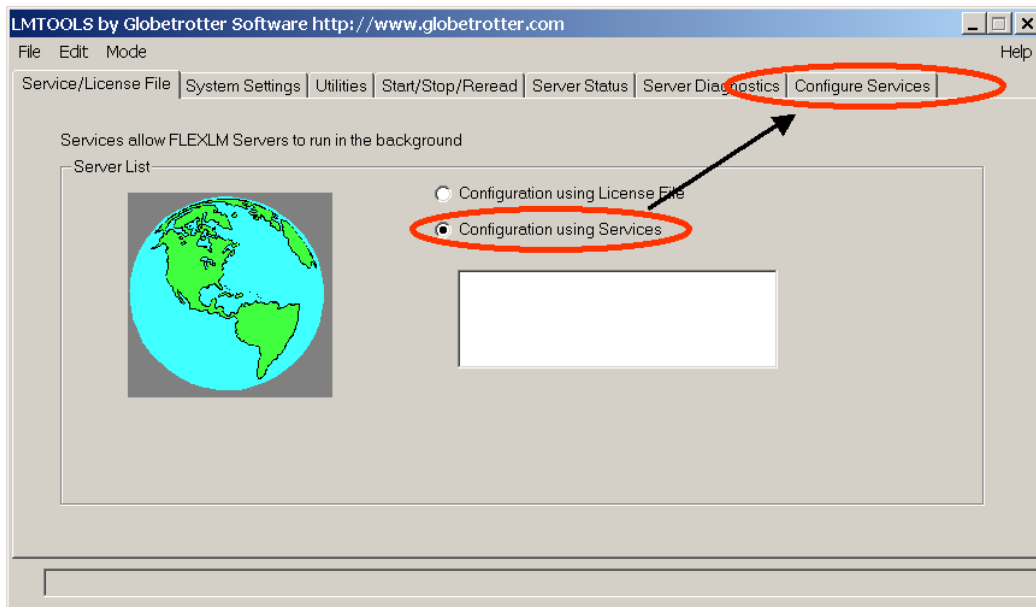 LMTOOLS by Globetrotter Software http://www.globetrotter.com
File Edit Mode Help
Service/License File System Settings Utilities Start/Stop/Reread Server Status Server Diagnostics Configure Services
Services allow FLEXLM Servers to run in the background
Server List
Configuration using License File
Configuration using Services